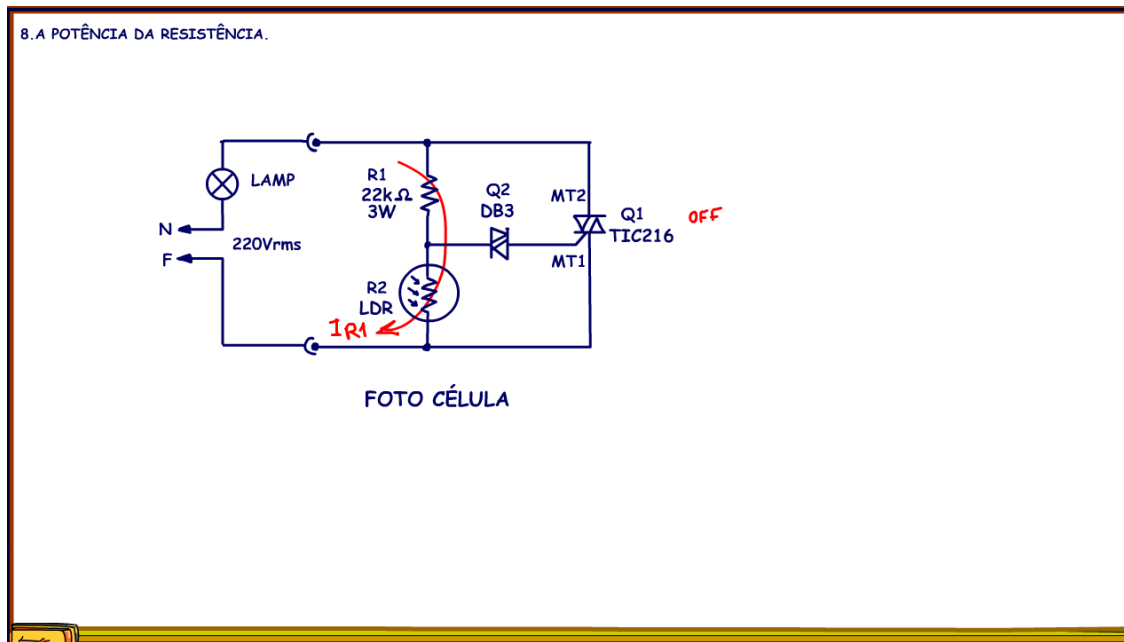 8.A POTÊNCIA DA RESISTÊNCIA.
LAMP
N
F
220Vrms
R1
22kΩ
3W
Q2
DB3
MT2
Q1
TIC216
OFF
MT1
R2
LDR
IR1
FOTO CÉLULA